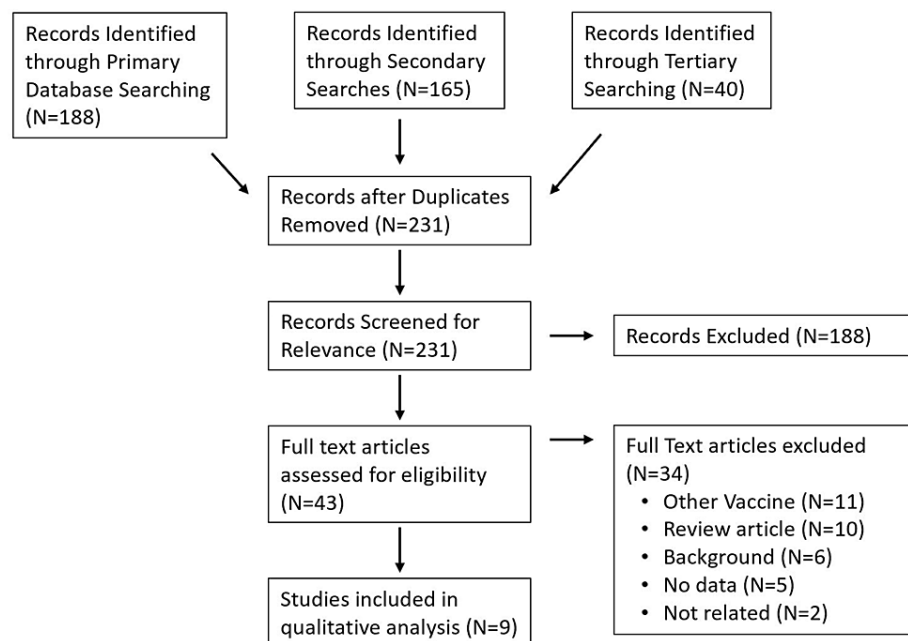 Records Identified
through Primary
Database Searching
(N=188)
Records Identified
through Secondary
Searches (N=165)
Records Identified
through Tertiary
Searching (N=40)
Records after Duplicates
Removed (N=231)
Records Screened for
Relevance (N=231)
Records Excluded (N=188)
Full text articles
assessed for eligibility
(N=43)
Full Text articles excluded
(N=34)
• Other Vaccine (N=11)
• Review article (N=10)
• Background (N=6)
• No data (N=5)
• Not related (N=2)
Studies included in
qualitative analysis (N=9)